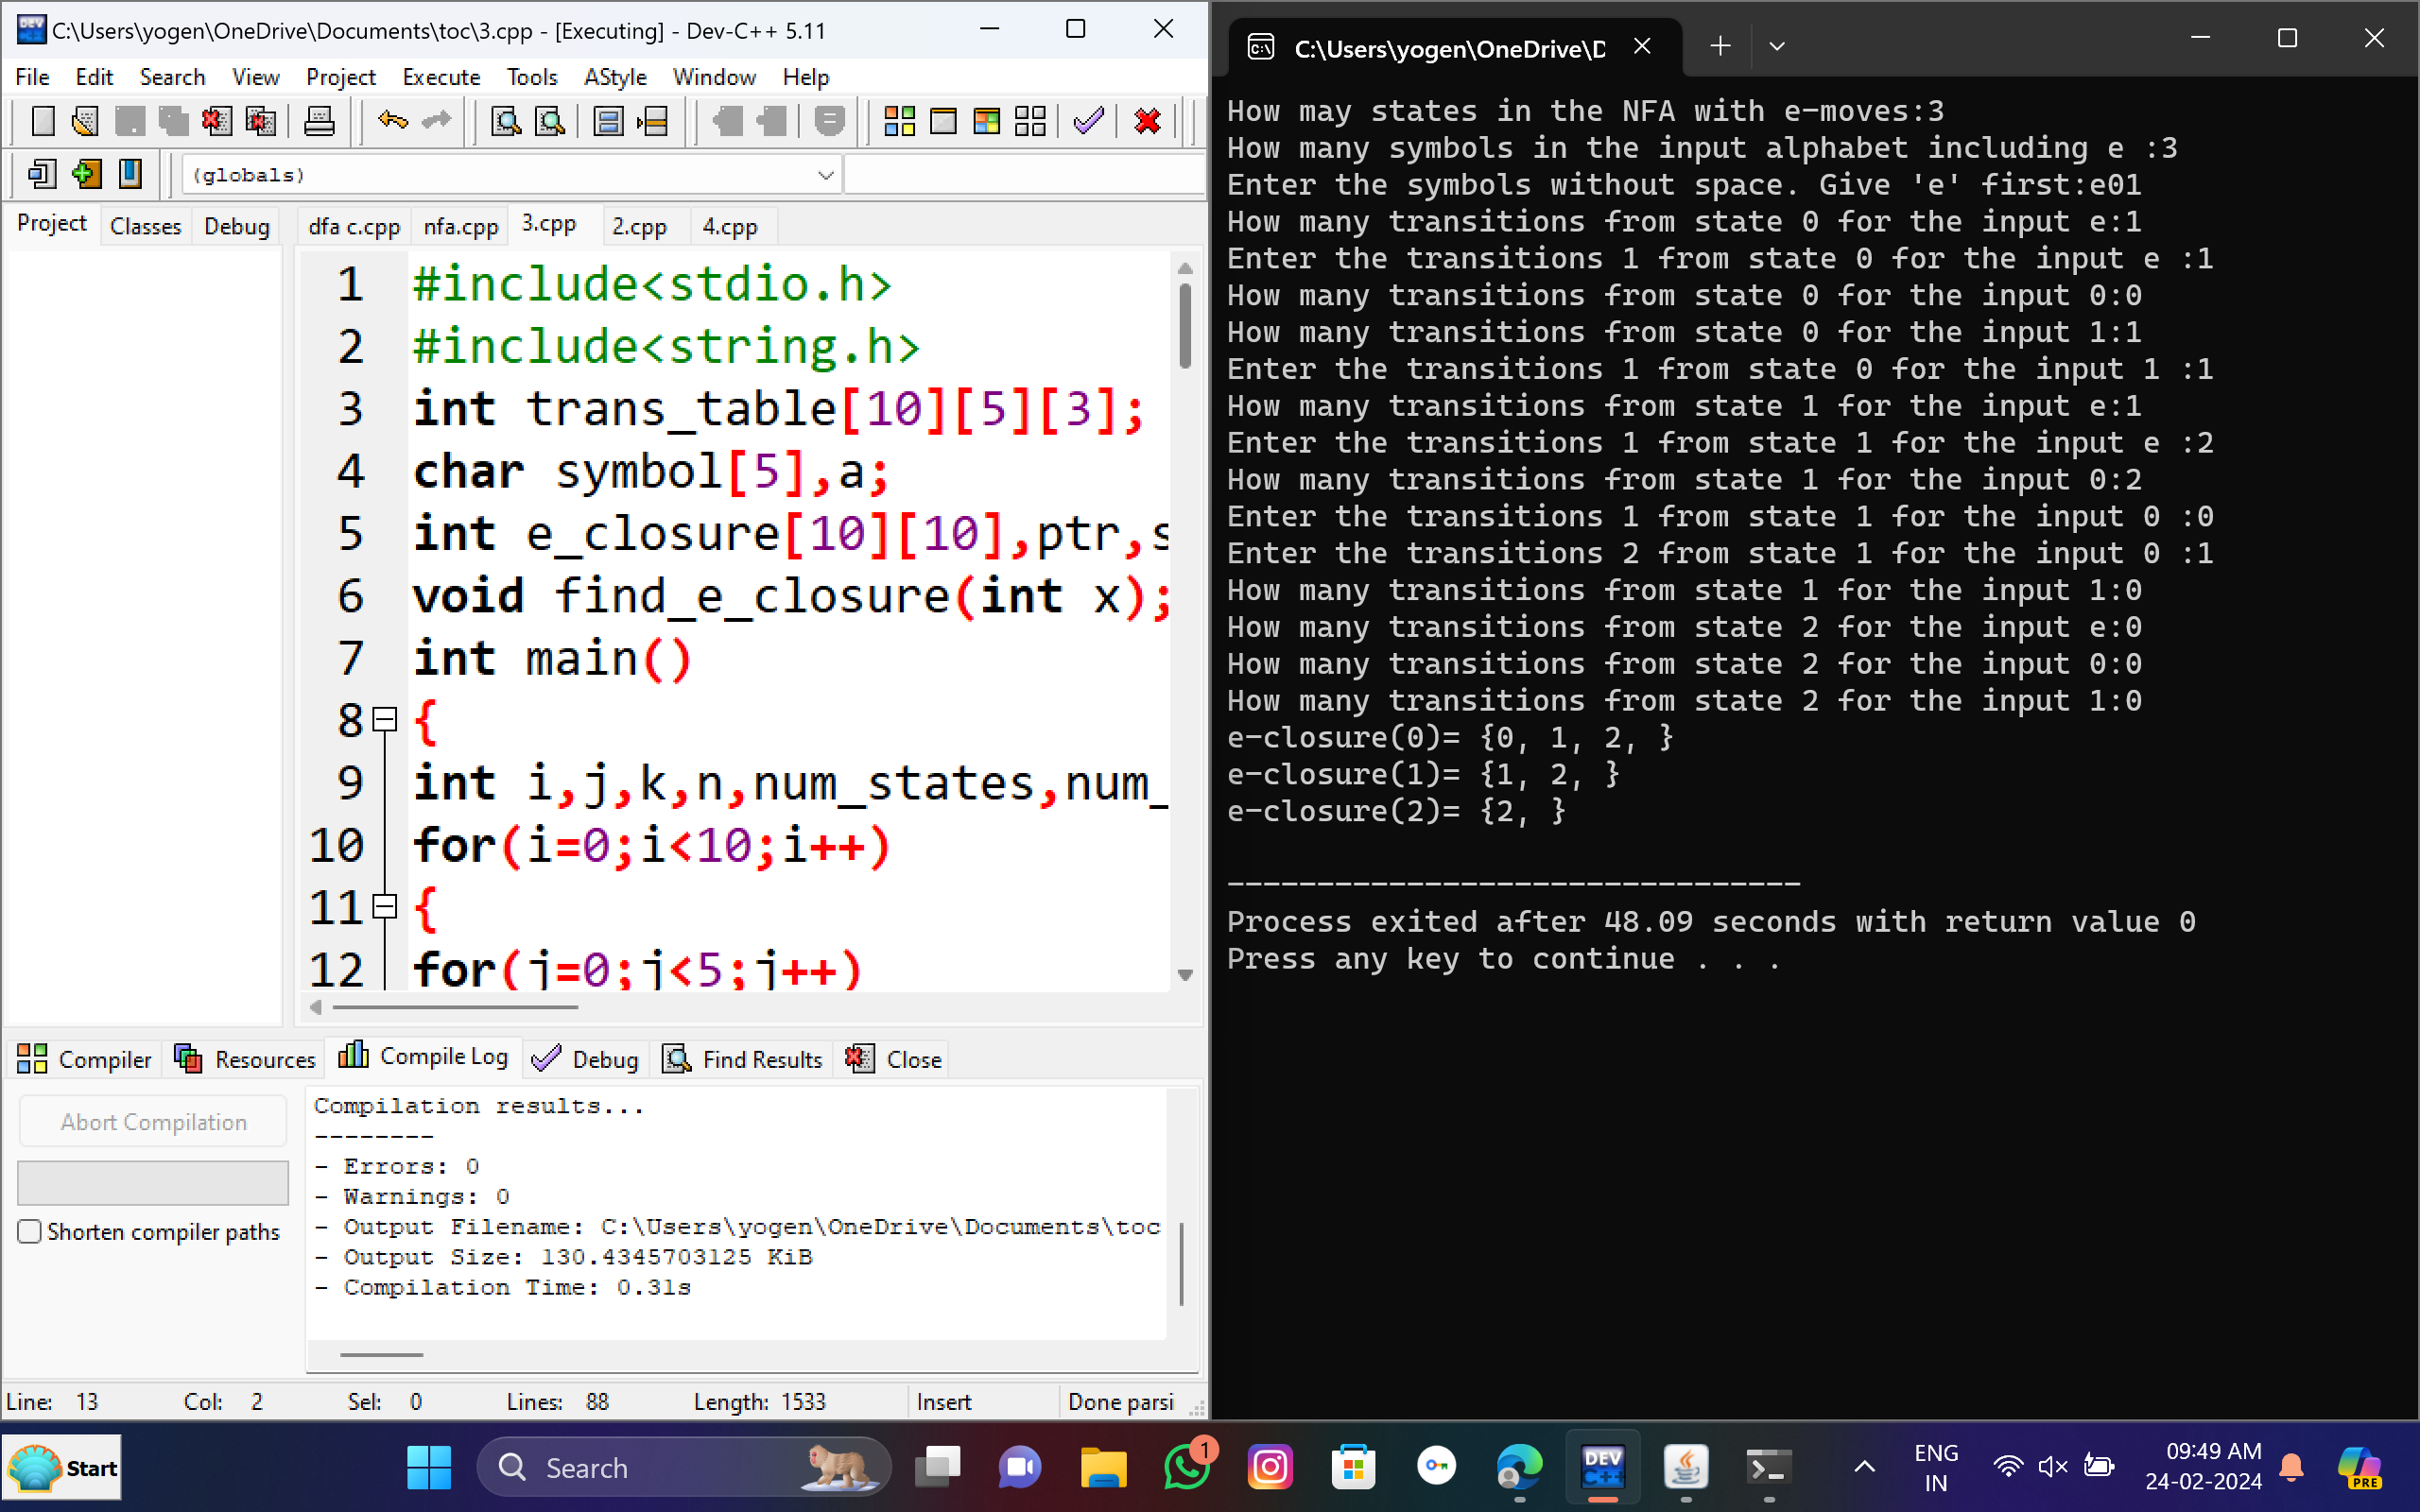 C:\Users\yogen\OneDrive\Documents\toc\3.cpp - [Executing] - Dev-C++ 5.11
File Edit Search View Project Execute Tools AStyle Window Help
(globals)
Project Classes Debug
dfa c.cpp nfa.cpp 3.cpp 2.cpp 4.cpp
1 #include<stdio.h>
2 #include<string.h>
3 int trans_table[10][5][3];
4 char symbol[5],a;
5 int e_closure[10][10],ptr,s
6 void find_e_closure(int x);
7 int main()
8 {
9 int i,j,k,n,num_states,num_
10 for(i=0;i<10;i++)
11 {
12 for(j=0;j<5;j++)
Compiler Resources Compile Log Debug Find Results Close
Abort Compilation
Shorten compiler paths
Compilation results...
--------
- Errors: 0
- Warnings: 0
- Output Filename: C:\Users\yogen\OneDrive\Documents\toc
- Output Size: 130.4345703125 KiB
- Compilation Time: 0.31s
Line: 13 Col: 2 Sel: 0 Lines: 88 Length: 1533 Insert Done parsi
C:\Users\yogen\OneDrive\D
How may states in the NFA with e-moves:3
How many symbols in the input alphabet including e :3
Enter the symbols without space. Give 'e' first:e01
How many transitions from state 0 for the input e:1
Enter the transitions 1 from state 0 for the input e :1
How many transitions from state 0 for the input 0:0
How many transitions from state 0 for the input 1:1
Enter the transitions 1 from state 0 for the input 1 :1
How many transitions from state 1 for the input e:1
Enter the transitions 1 from state 1 for the input e :2
How many transitions from state 1 for the input 0:2
Enter the transitions 1 from state 1 for the input 0 :0
Enter the transitions 2 from state 1 for the input 0 :1
How many transitions from state 1 for the input 1:0
How many transitions from state 2 for the input e:0
How many transitions from state 2 for the input 0:0
How many transitions from state 2 for the input 1:0
e-closure(0)= {0, 1, 2, }
e-closure(1)= {1, 2, }
e-closure(2)= {2, }
--------------------------------
Process exited after 48.09 seconds with return value 0
Press any key to continue . . .
Start
Search
1
DEV C++
ENG
IN
09:49 AM
24-02-2024
PRE